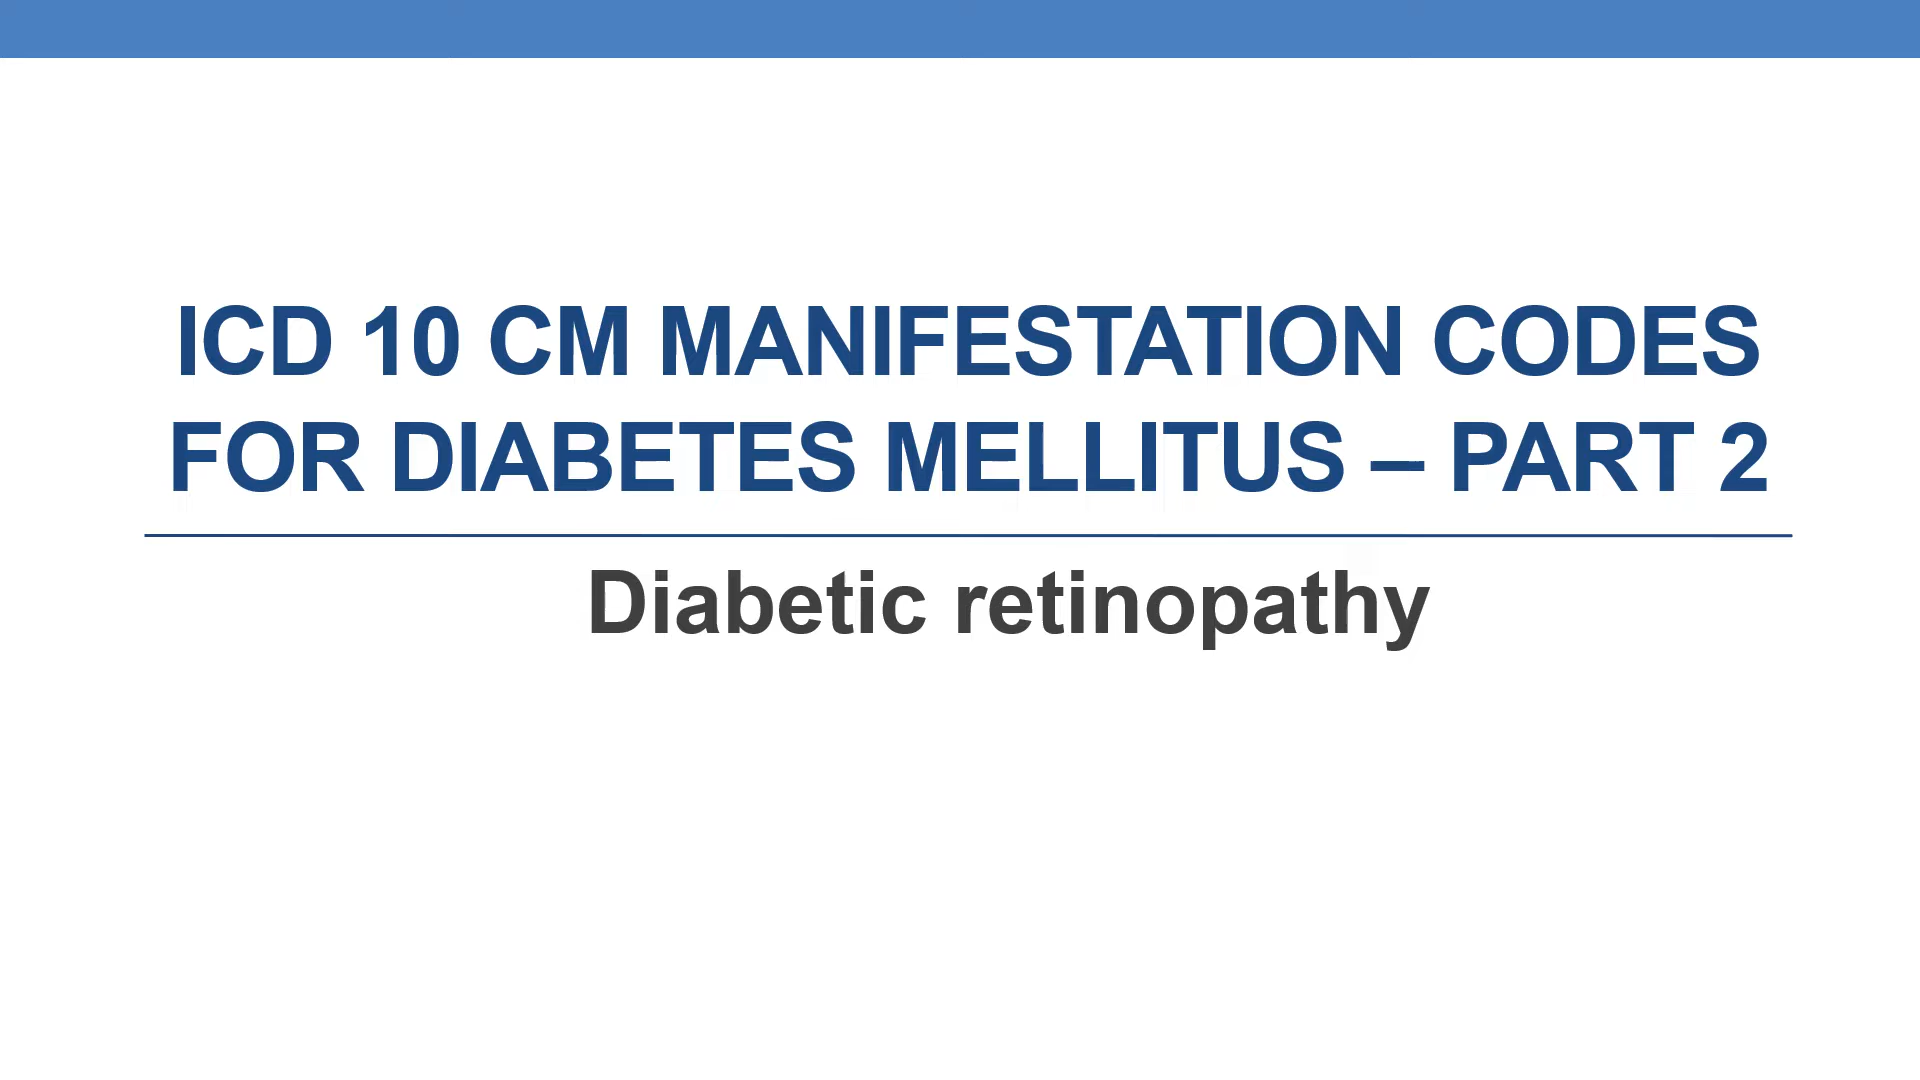 ICD 10 CM MANIFESTATION CODES
FOR DIABETES MELLITUS – PART 2
Diabetic retinopathy